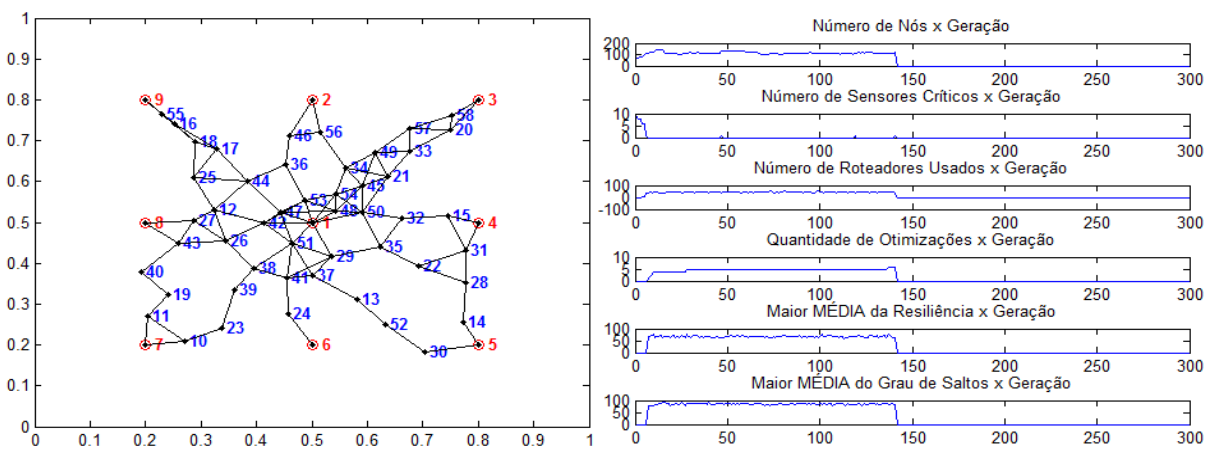 1
0.9
0.8
0.7
0.6
0.5
0.4
0.3
0.2
0.1
0
0 0.1 0.2 0.3 0.4 0.5 0.6 0.7 0.8 0.9 1
9 2 3
55 58
16 57
46 56 20
18 17 49 33
36 34
25 44 45 21
53 54
12 47 48 50 15
27 32
8 42 1 4
26 51 31
43 29 35
40 38 22
41 37 28
19 39 13
11 24
23 52 14
10 30
7 6 5
Número de Nós x Geração
200
100
0
0 50 100 150 200 250 300
Número de Sensores Críticos x Geração
10
5
0
0 50 100 150 200 250 300
Número de Roteadores Usados x Geração
100
0
-100
0 50 100 150 200 250 300
Quantidade de Otimizações x Geração
10
5
0
0 50 100 150 200 250 300
Maior MÉDIA da Resiliência x Geração
100
50
0
0 50 100 150 200 250 300
Maior MÉDIA do Grau de Saltos x Geração
100
50
0
0 50 100 150 200 250 300